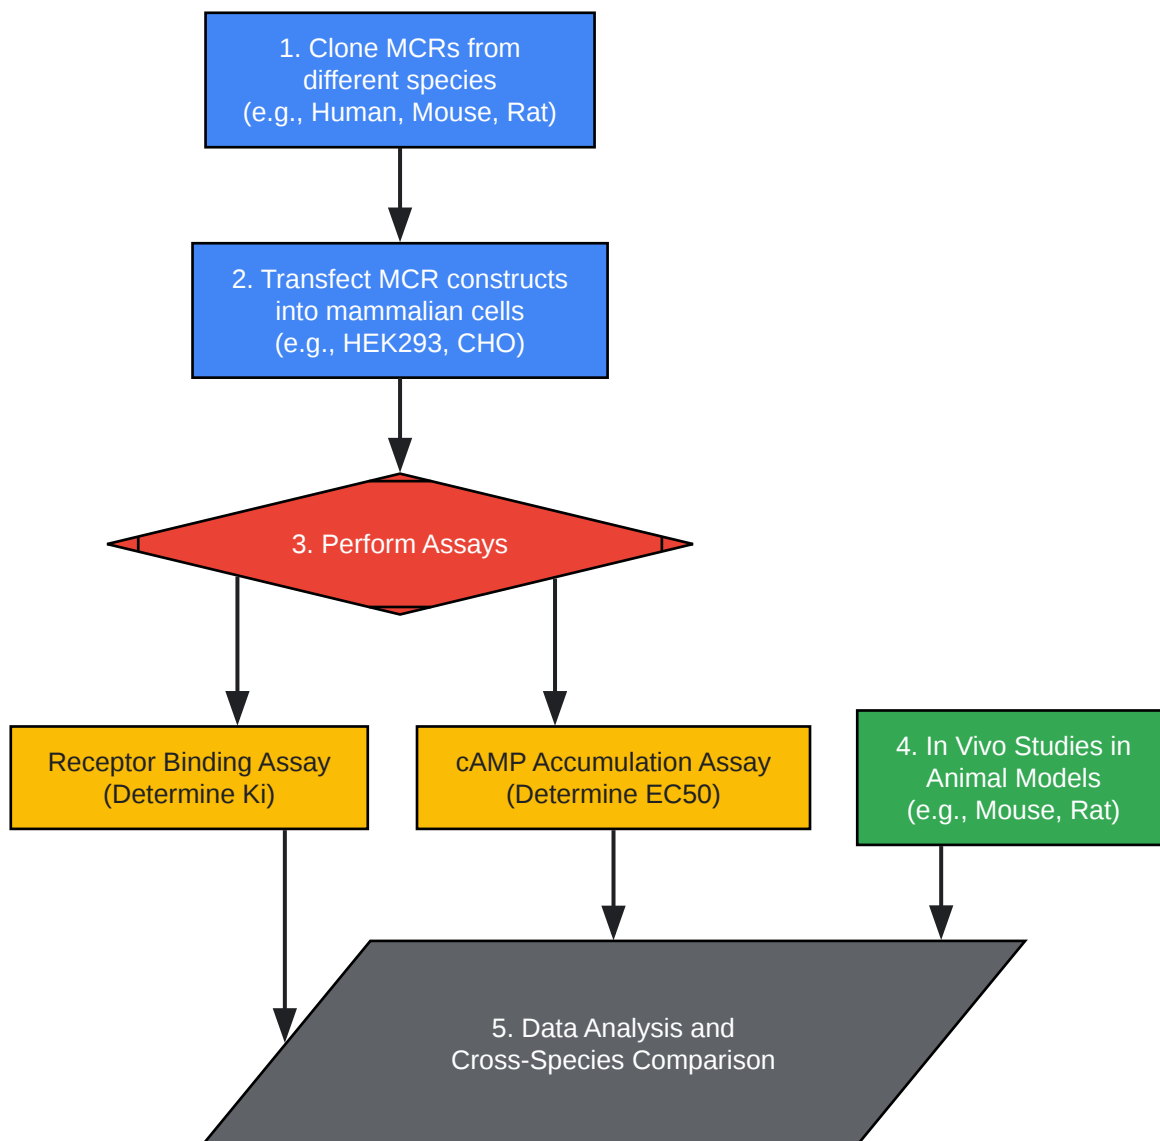 1. Clone MCRs from
different species
(e.g., Human, Mouse, Rat)
2. Transfect MCR constructs
into mammalian cells
(e.g., HEK293, CHO)
3. Perform Assays
Receptor Binding Assay
(Determine Ki)
cAMP Accumulation Assay
(Determine EC50)
4. In Vivo Studies in
Animal Models
(e.g., Mouse, Rat)
5. Data Analysis and
Cross-Species Comparison